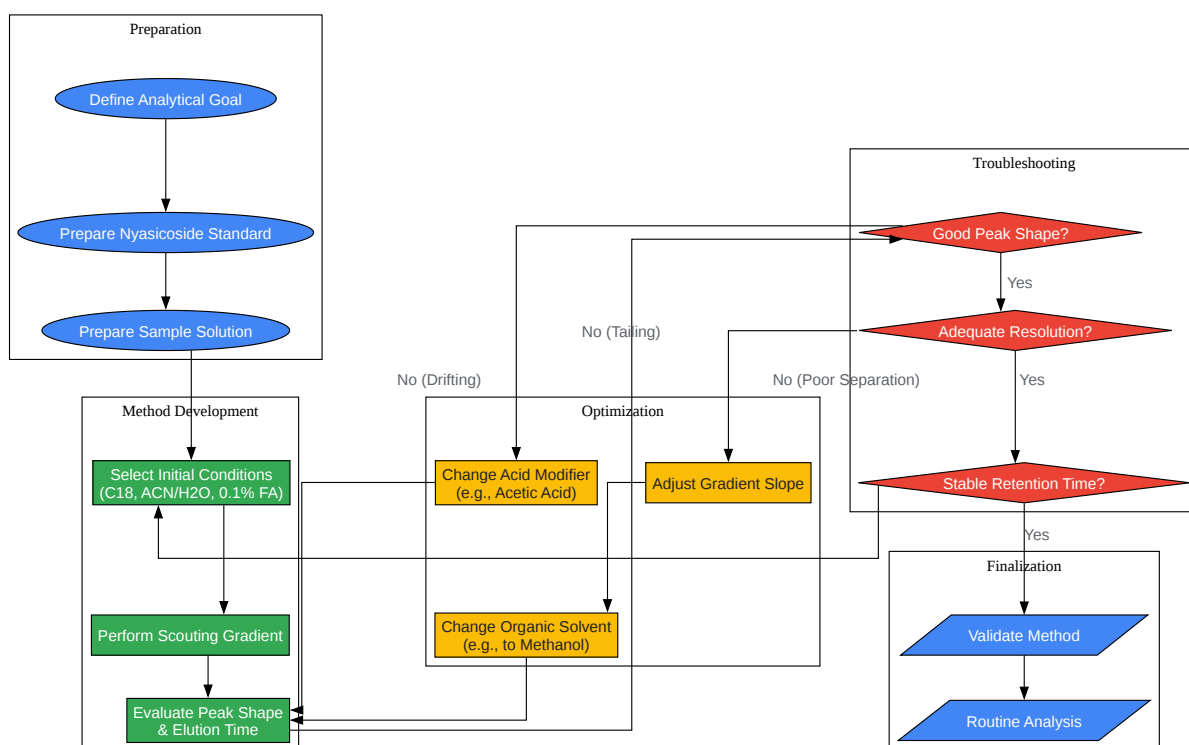 Preparation
Define Analytical Goal
Prepare Nyasicoside Standard
Prepare Sample Solution
Troubleshooting
Good Peak Shape?
Yes
Adequate Resolution?
No (Tailing)
No (Drifting)
No (Poor Separation)
Yes
Method Development
Select Initial Conditions
(C18, ACN/H2O, 0.1% FA)
Perform Scouting Gradient
Evaluate Peak Shape
& Elution Time
Optimization
Change Acid Modifier
(e.g., Acetic Acid)
Adjust Gradient Slope
Change Organic Solvent
(e.g., to Methanol)
Stable Retention Time?
Yes
Finalization
Validate Method
Routine Analysis